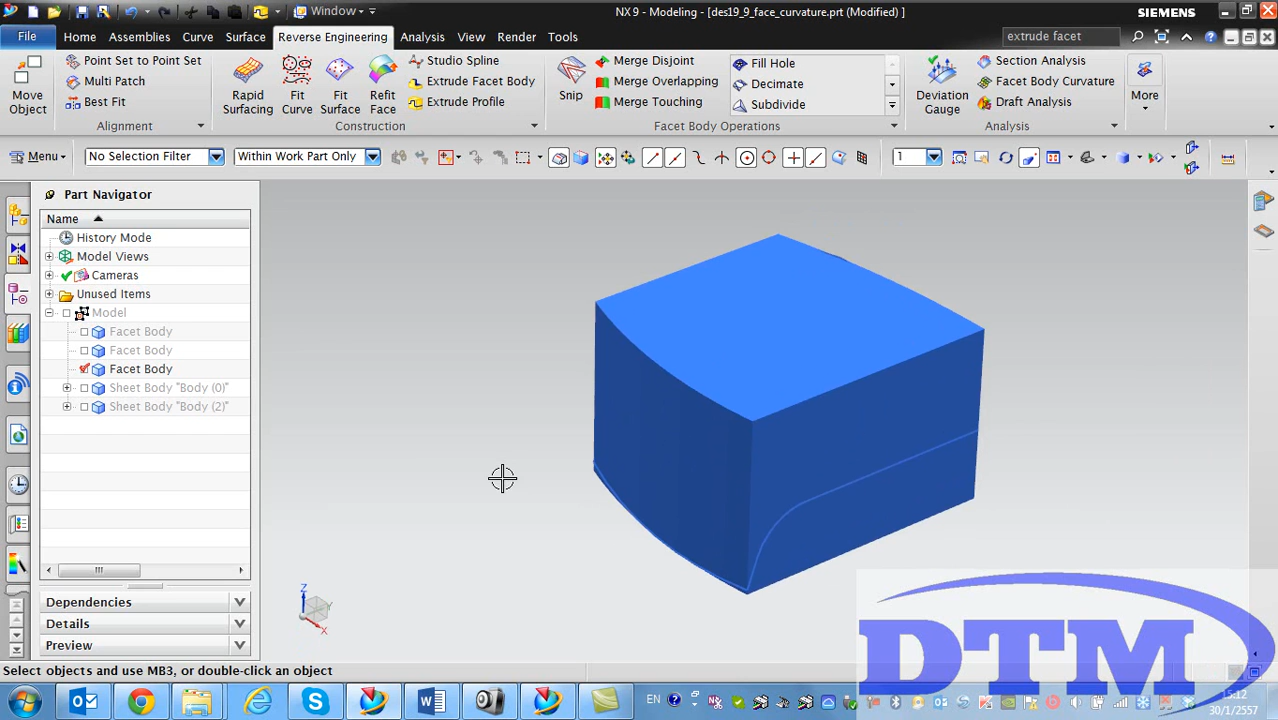 Window
NX 9 - Modeling - [des19_9_face_curvature.prt (Modified) ]
SIEMENS
File Home Assemblies Curve Surface Reverse Engineering Analysis View Render Tools
extrude facet
Move Object
Point Set to Point Set
Multi Patch
Best Fit
Alignment
Rapid Surfacing
Fit Curve
Fit Surface
Refit Face
Studio Spline
Extrude Facet Body
Extrude Profile
Construction
Snip
Merge Disjoint
Merge Overlapping
Merge Touching
Fill Hole
Decimate
Subdivide
Facet Body Operations
Deviation Gauge
Section Analysis
Facet Body Curvature
Draft Analysis
Analysis
More
Menu
No Selection Filter
Within Work Part Only
1
Part Navigator
Name
History Mode
Model Views
Cameras
Unused Items
Model
Facet Body
Facet Body
Facet Body
Sheet Body "Body (0)"
Sheet Body "Body (2)"
Dependencies
Details
Preview
Z
Y
X
DTM
Select objects and use MB3, or double-click an object
EN
15:12
30/1/2557